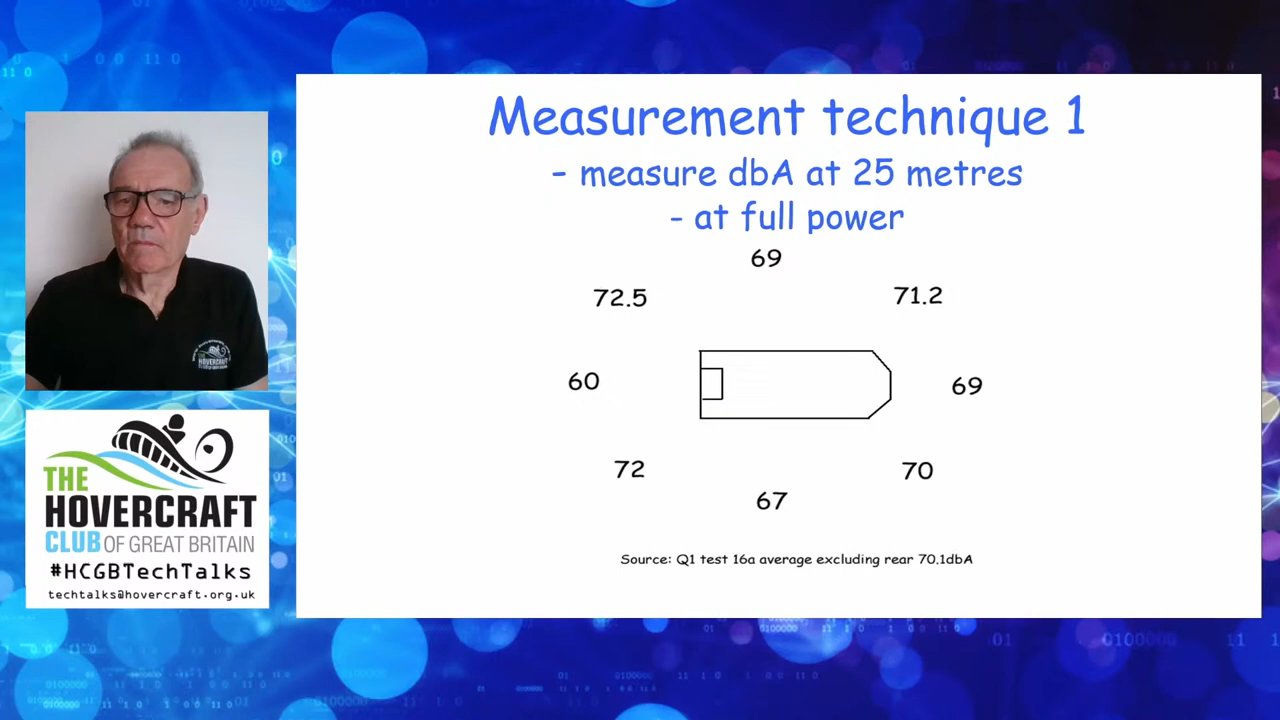 Measurement technique 1
- measure dbA at 25 metres
- at full power
69
72.5
71.2
60
69
72
70
67
Source: Q1 test 16a average excluding rear 70.1dbA
THE
HOVERCRAFT
CLUB OF GREAT BRITAIN
#HCGBTechTalks
techtalks@hovercraft.org.uk
THE
HOVERCRAFT